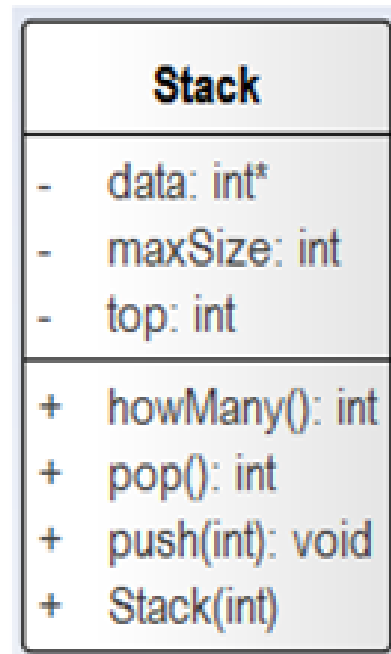 Stack
- data: int*
- maxSize: int
- top: int
+ howMany(): int
+ pop(): int
+ push(int): void
+ Stack(int)